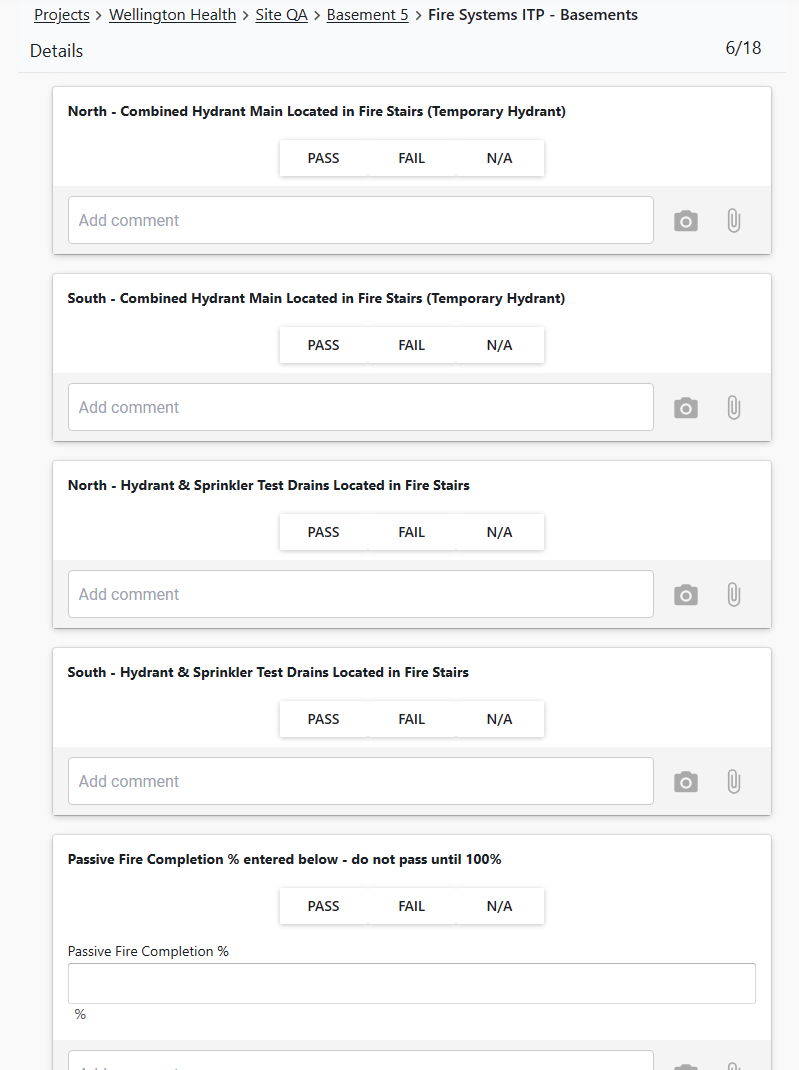 Projects > Wellington Health > Site QA > Basement 5 > Fire Systems ITP - Basements
Details
6/18
North - Combined Hydrant Main Located in Fire Stairs (Temporary Hydrant)
PASS FAIL N/A
Add comment
South - Combined Hydrant Main Located in Fire Stairs (Temporary Hydrant)
PASS FAIL N/A
Add comment
North - Hydrant & Sprinkler Test Drains Located in Fire Stairs
PASS FAIL N/A
Add comment
South - Hydrant & Sprinkler Test Drains Located in Fire Stairs
PASS FAIL N/A
Add comment
Passive Fire Completion % entered below - do not pass until 100%
PASS FAIL N/A
Passive Fire Completion %
%